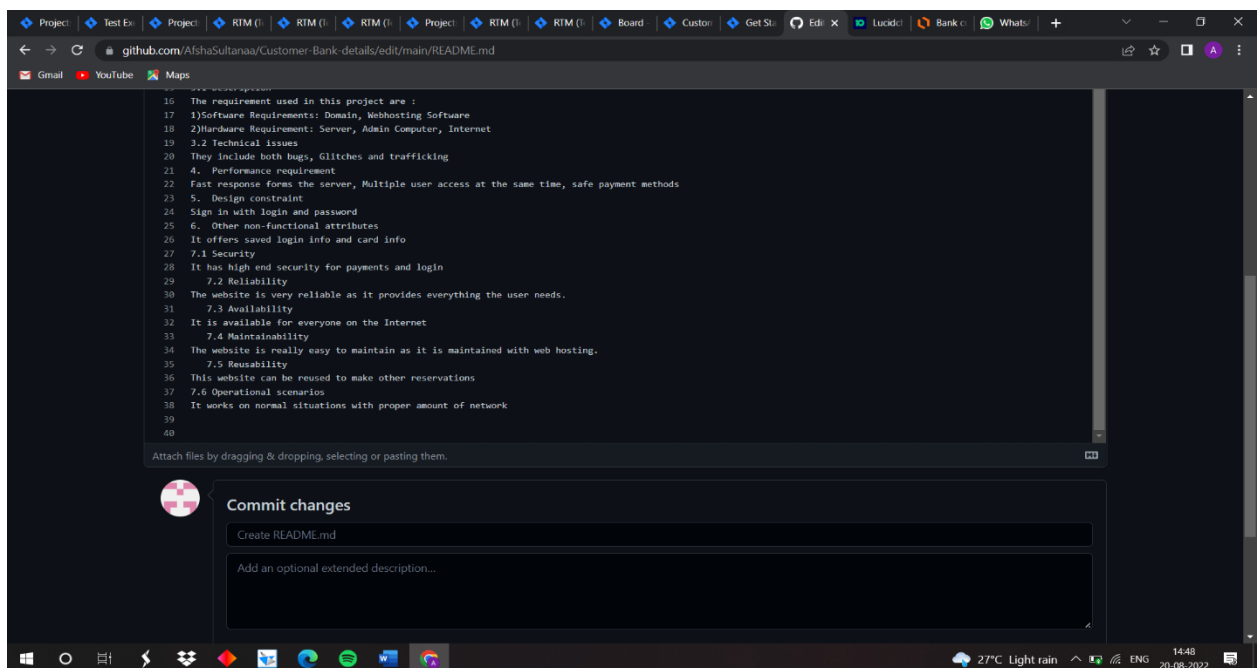 Project
Test Ex
Project
RTM (T
RTM (T
RTM (T
Project
RTM (T
RTM (T
Board -
Custon
Get Sta
Edi
Lucidcl
Bank c
Whats
github.com/AfshaSultanaa/Customer-Bank-details/edit/main/README.md
A
Gmail
YouTube
Maps
15 3.1 Description
16 The requirement used in this project are :
17 1)Software Requirements: Domain, Webhosting Software
18 2)Hardware Requirement: Server, Admin Computer, Internet
19 3.2 Technical issues
20 They include both bugs, Glitches and trafficking
21 4. Performance requirement
22 Fast response forms the server, Multiple user access at the same time, safe payment methods
23 5. Design constraint
24 Sign in with login and password
25 6. Other non-functional attributes
26 It offers saved login info and card info
27 7.1 Security
28 It has high end security for payments and login
29 7.2 Reliability
30 The website is very reliable as it provides everything the user needs.
31 7.3 Availability
32 It is available for everyone on the Internet
33 7.4 Maintainability
34 The website is really easy to maintain as it is maintained with web hosting.
35 7.5 Reusability
36 This website can be reused to make other reservations
37 7.6 Operational scenarios
38 It works on normal situations with proper amount of network
39
40
Attach files by dragging & dropping, selecting or pasting them.
Commit changes
Create README.md
Add an optional extended description...
27°C Light rain
ENG
14:48
20-08-2022